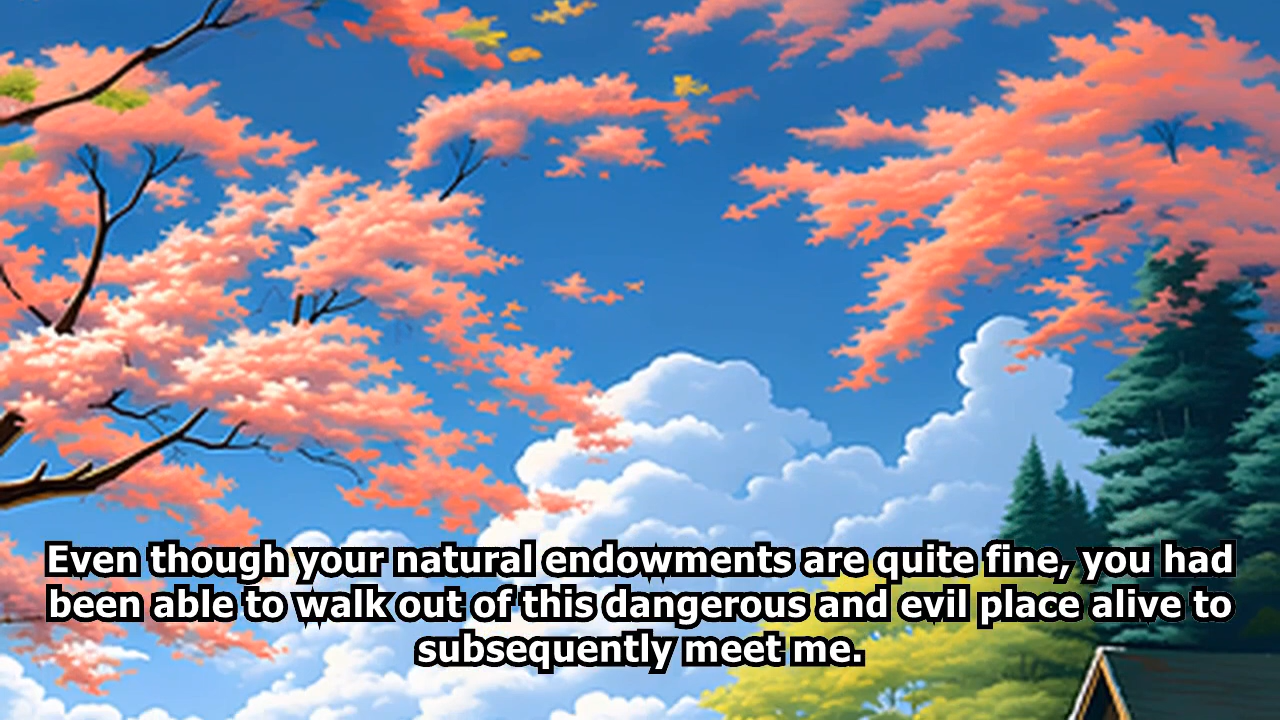 Even though your natural endowments are quite fine, you had
been able to walk out of this dangerous and evil place alive to
subsequently meet me.